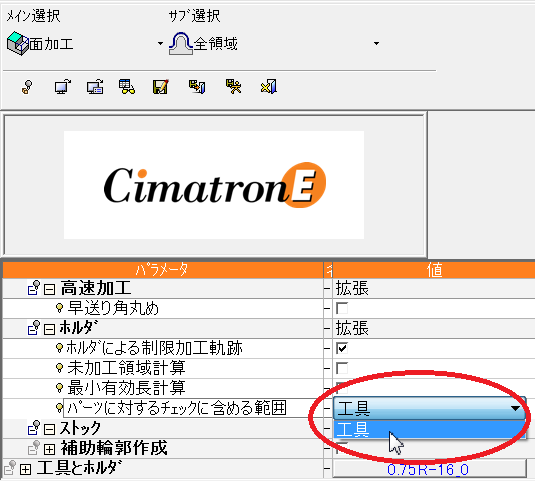 ﾒｲﾝ選択 ｻﾌﾞ選択
面加工 全領域
CimatronE
ﾊﾟﾗﾒｰﾀ 値
高速加工 拡張
早送り角丸め
ﾎﾙﾀﾞ 拡張
ﾎﾙﾀﾞによる制限加工軌跡
未加工領域計算
最小有効長計算
ﾊﾟｰﾂに対するﾁｪｯｸに含める範囲 工具
ｽﾄｯｸ 工具
補助輪郭作成
工具とﾎﾙﾀﾞ 0.75R-16_0